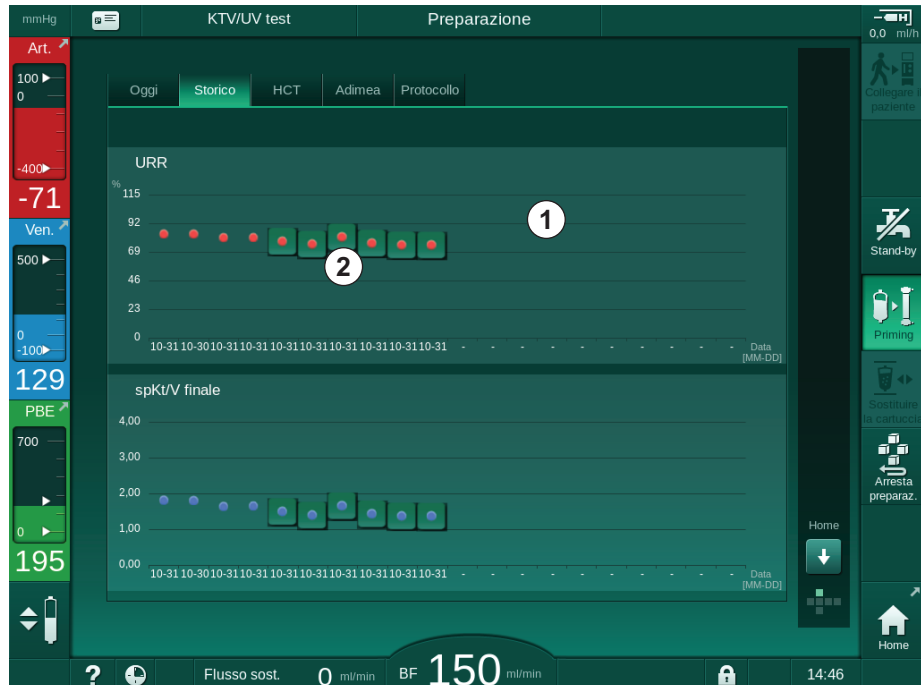 mmHg
KTV/UV test
Preparazione
0,0 ml/h
Art.
100
0
-400
-71
Ven.
500
0
-100
129
PBE
700
0
195
Oggi
Storico
HCT
Adimea
Protocollo
URR
%
115
92
69
46
23
0
1
2
10-31 10-30 10-31 10-31 10-31 10-31 10-31 10-31 10-31 10-31 - - - - - - - - - - Data
[MM-DD]
spKt/V finale
4,00
3,00
2,00
1,00
0,00
10-31 10-30 10-31 10-31 10-31 10-31 10-31 10-31 10-31 10-31 - - - - - - - - - - Data
[MM-DD]
Home
Collegare il
paziente
Stand-by
Priming
Sostituire
la cartuccia
Arresta
preparaz.
Home
?
Flusso sost. 0 ml/min
BF 150 ml/min
14:46